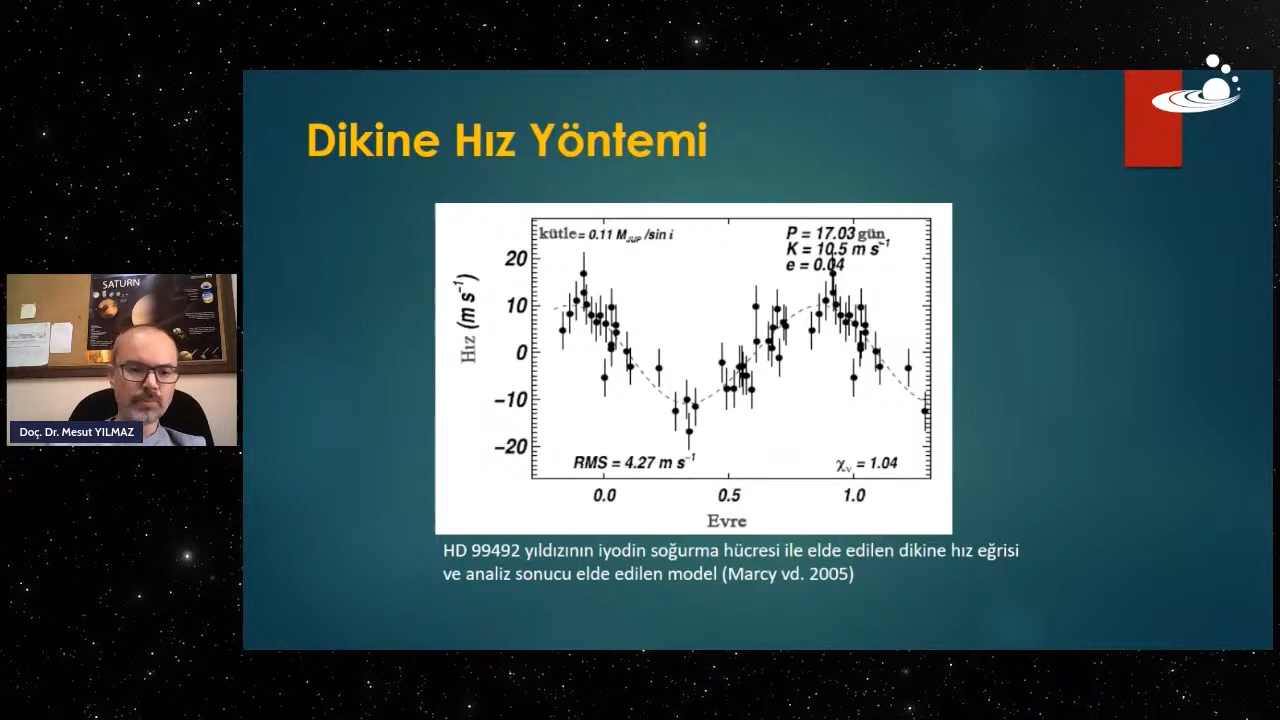 Dikine Hız Yöntemi
kütle = 0.11 M_JUP /sin i
P = 17.03 gün
K = 10.5 m s⁻¹
e = 0.04
Hız (m s⁻¹)
20
10
0
−10
−20
RMS = 4.27 m s⁻¹
χᵥ = 1.04
0.0 0.5 1.0
Evre
HD 99492 yıldızının iyodin soğurma hücresi ile elde edilen dikine hız eğrisi
ve analiz sonucu elde edilen model (Marcy vd. 2005)
SATURN
Doç. Dr. Mesut YILMAZ